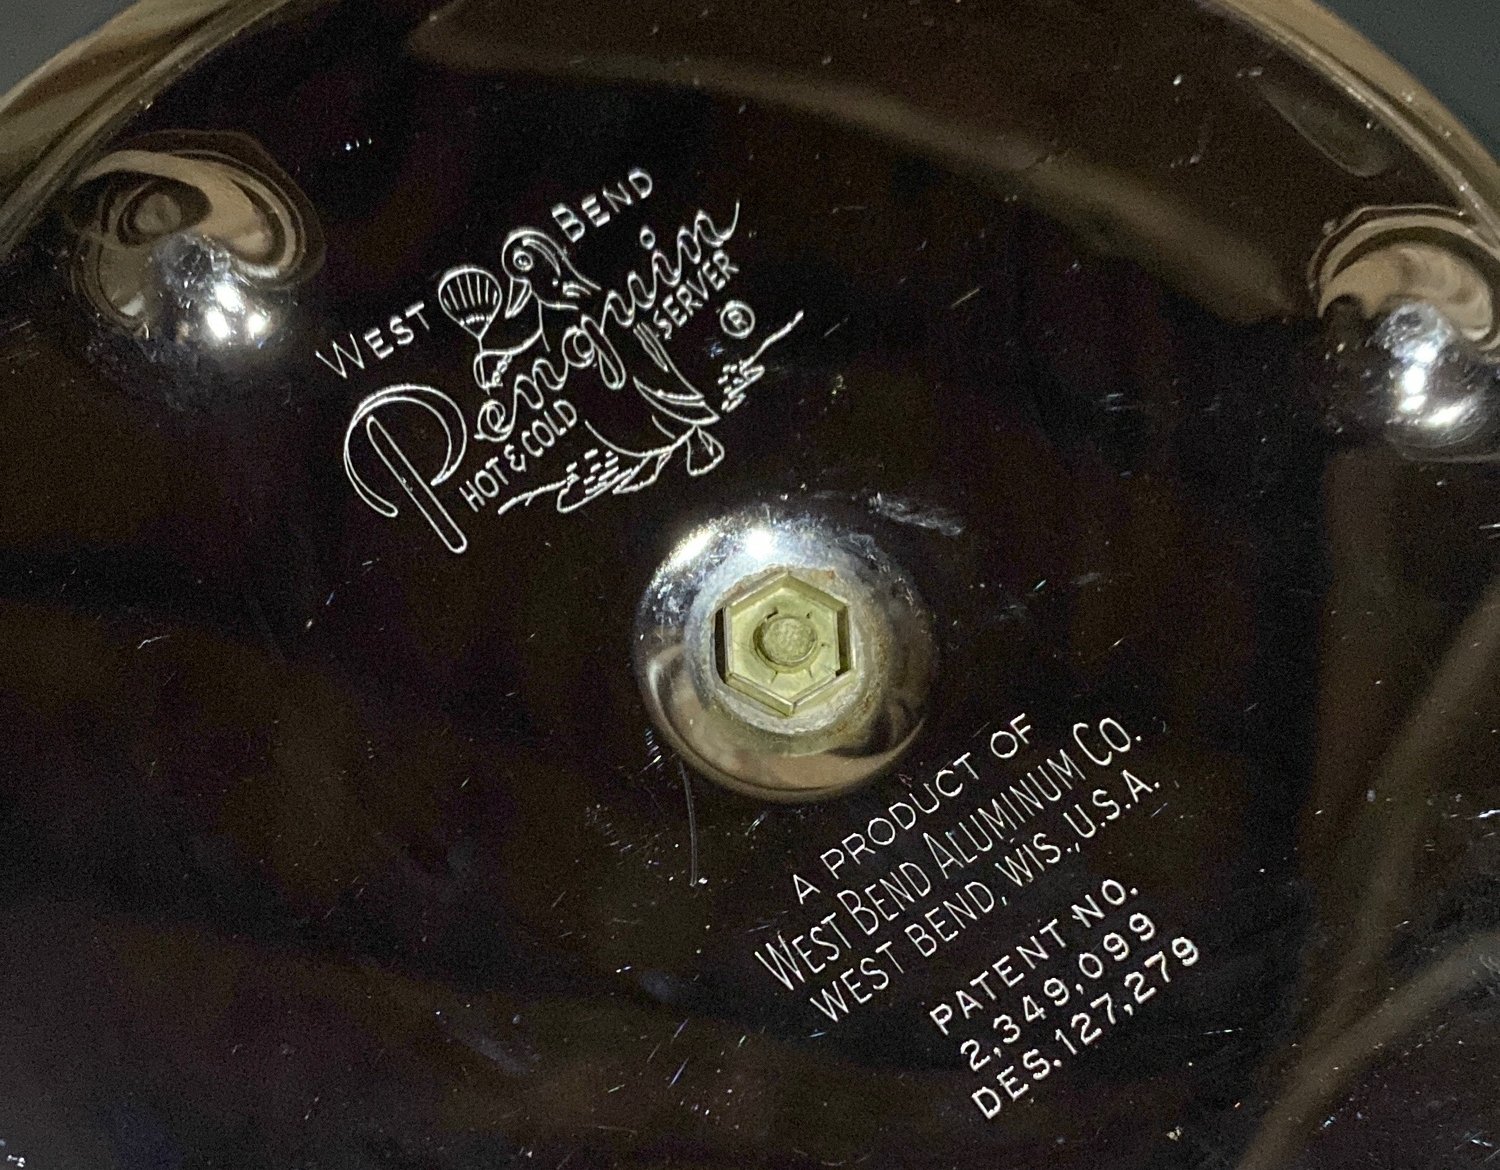 WEST BEND
Penguin
HOT & COLD SERVER ®
A PRODUCT OF
WEST BEND ALUMINUM CO.
WEST BEND, WIS., U.S.A.
PATENT NO.
2,349,099
DES. 127,279